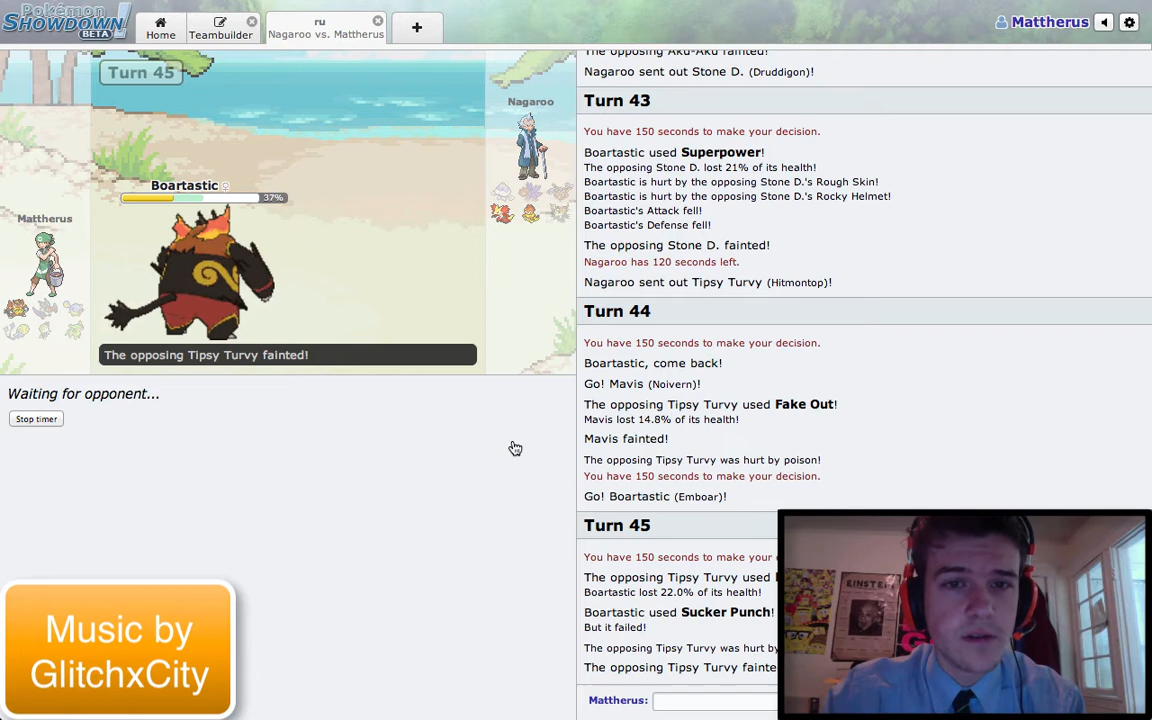 Pokémon
SHOWDOWN!
BETA
Home
Teambuilder
ru
Nagaroo vs. Mattherus
+
Mattherus
Turn 45
Nagaroo
Boartastic ♀
37%
Mattherus
The opposing Tipsy Turvy fainted!
Waiting for opponent...
Stop timer
The opposing Aku-Aku fainted!
Nagaroo sent out Stone D. (Druddigon)!
Turn 43
You have 150 seconds to make your decision.
Boartastic used Superpower!
The opposing Stone D. lost 21% of its health!
Boartastic is hurt by the opposing Stone D.'s Rough Skin!
Boartastic is hurt by the opposing Stone D.'s Rocky Helmet!
Boartastic's Attack fell!
Boartastic's Defense fell!
The opposing Stone D. fainted!
Nagaroo has 120 seconds left.
Nagaroo sent out Tipsy Turvy (Hitmontop)!
Turn 44
You have 150 seconds to make your decision.
Boartastic, come back!
Go! Mavis (Noivern)!
The opposing Tipsy Turvy used Fake Out!
Mavis lost 14.8% of its health!
Mavis fainted!
The opposing Tipsy Turvy was hurt by poison!
You have 150 seconds to make your decision.
Go! Boartastic (Emboar)!
Turn 45
You have 150 seconds to make your
The opposing Tipsy Turvy used
Boartastic lost 22.0% of its health!
Boartastic used Sucker Punch!
But it failed!
The opposing Tipsy Turvy was hurt by
The opposing Tipsy Turvy fainte
Mattherus:
EINSTEIN
Music by
GlitchxCity